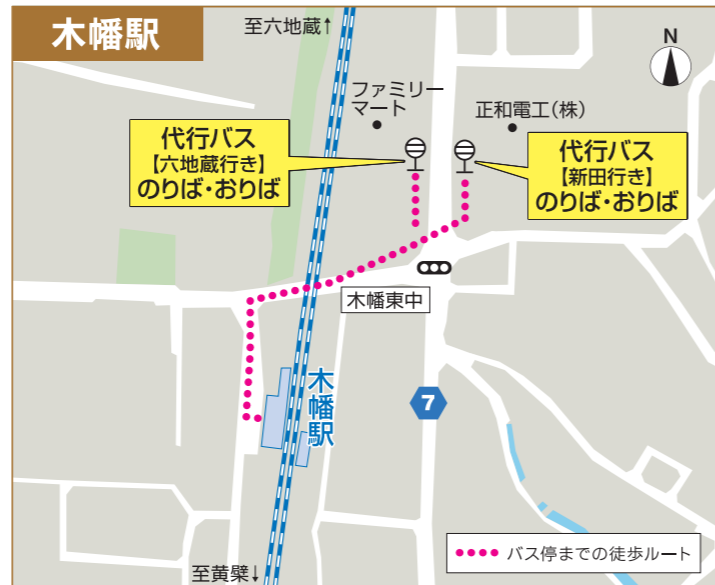 木幡駅
至六地蔵↑
N
ファミリー
マート
正和電工(株)
代行バス
【六地蔵行き】
のりば・おりば
代行バス
【新田行き】
のりば・おりば
木幡東中
木幡駅
7
至黄檗↓
バス停までの徒歩ルート